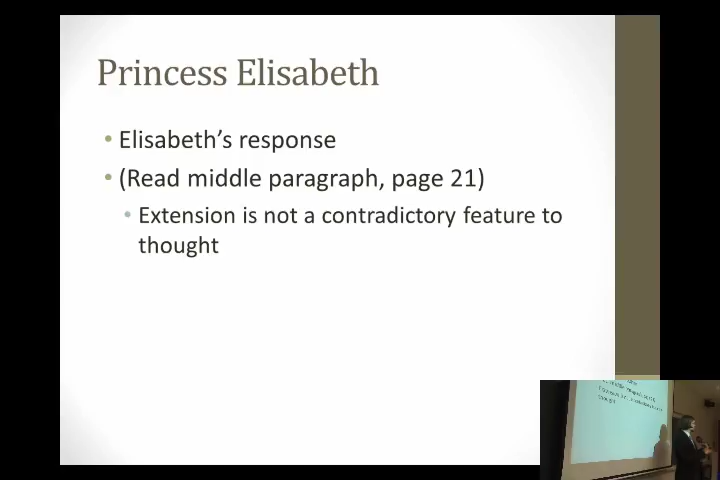 Princess Elisabeth
• Elisabeth’s response
• (Read middle paragraph, page 21)
• Extension is not a contradictory feature to
thought